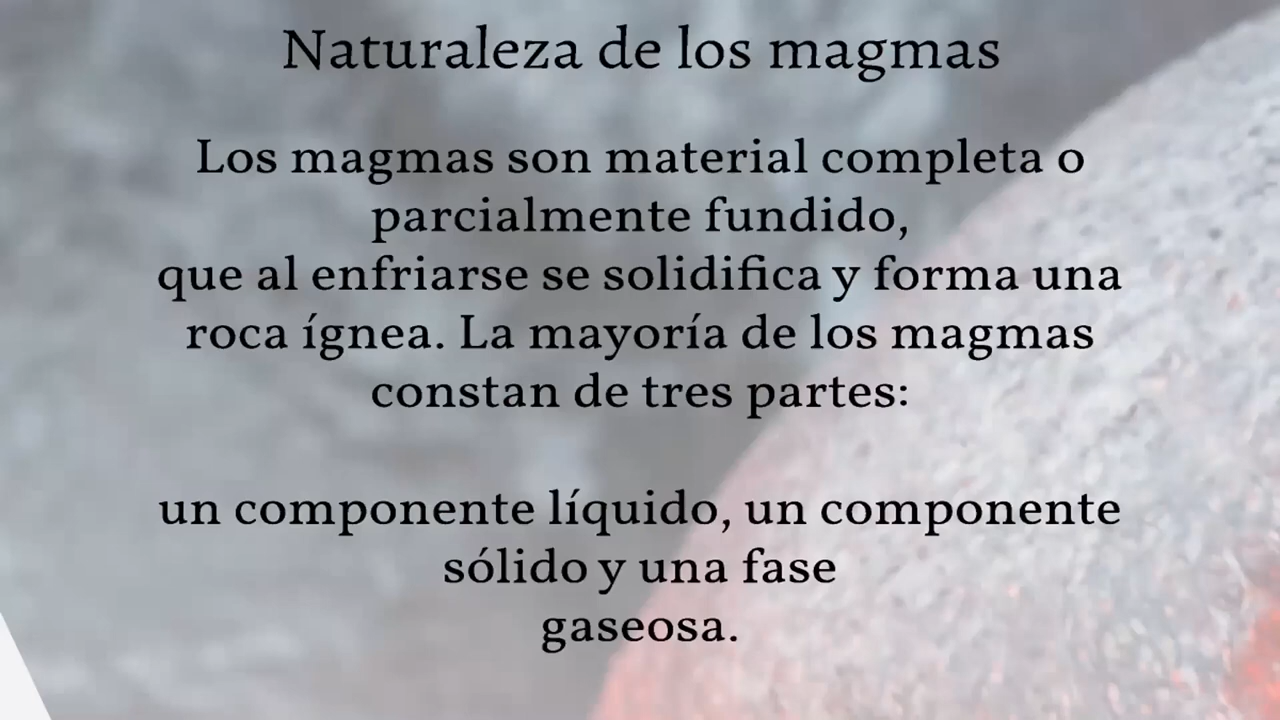 Naturaleza de los magmas
Los magmas son material completa o
parcialmente fundido,
que al enfriarse se solidifica y forma una
roca ígnea. La mayoría de los magmas
constan de tres partes:
un componente líquido, un componente
sólido y una fase
gaseosa.